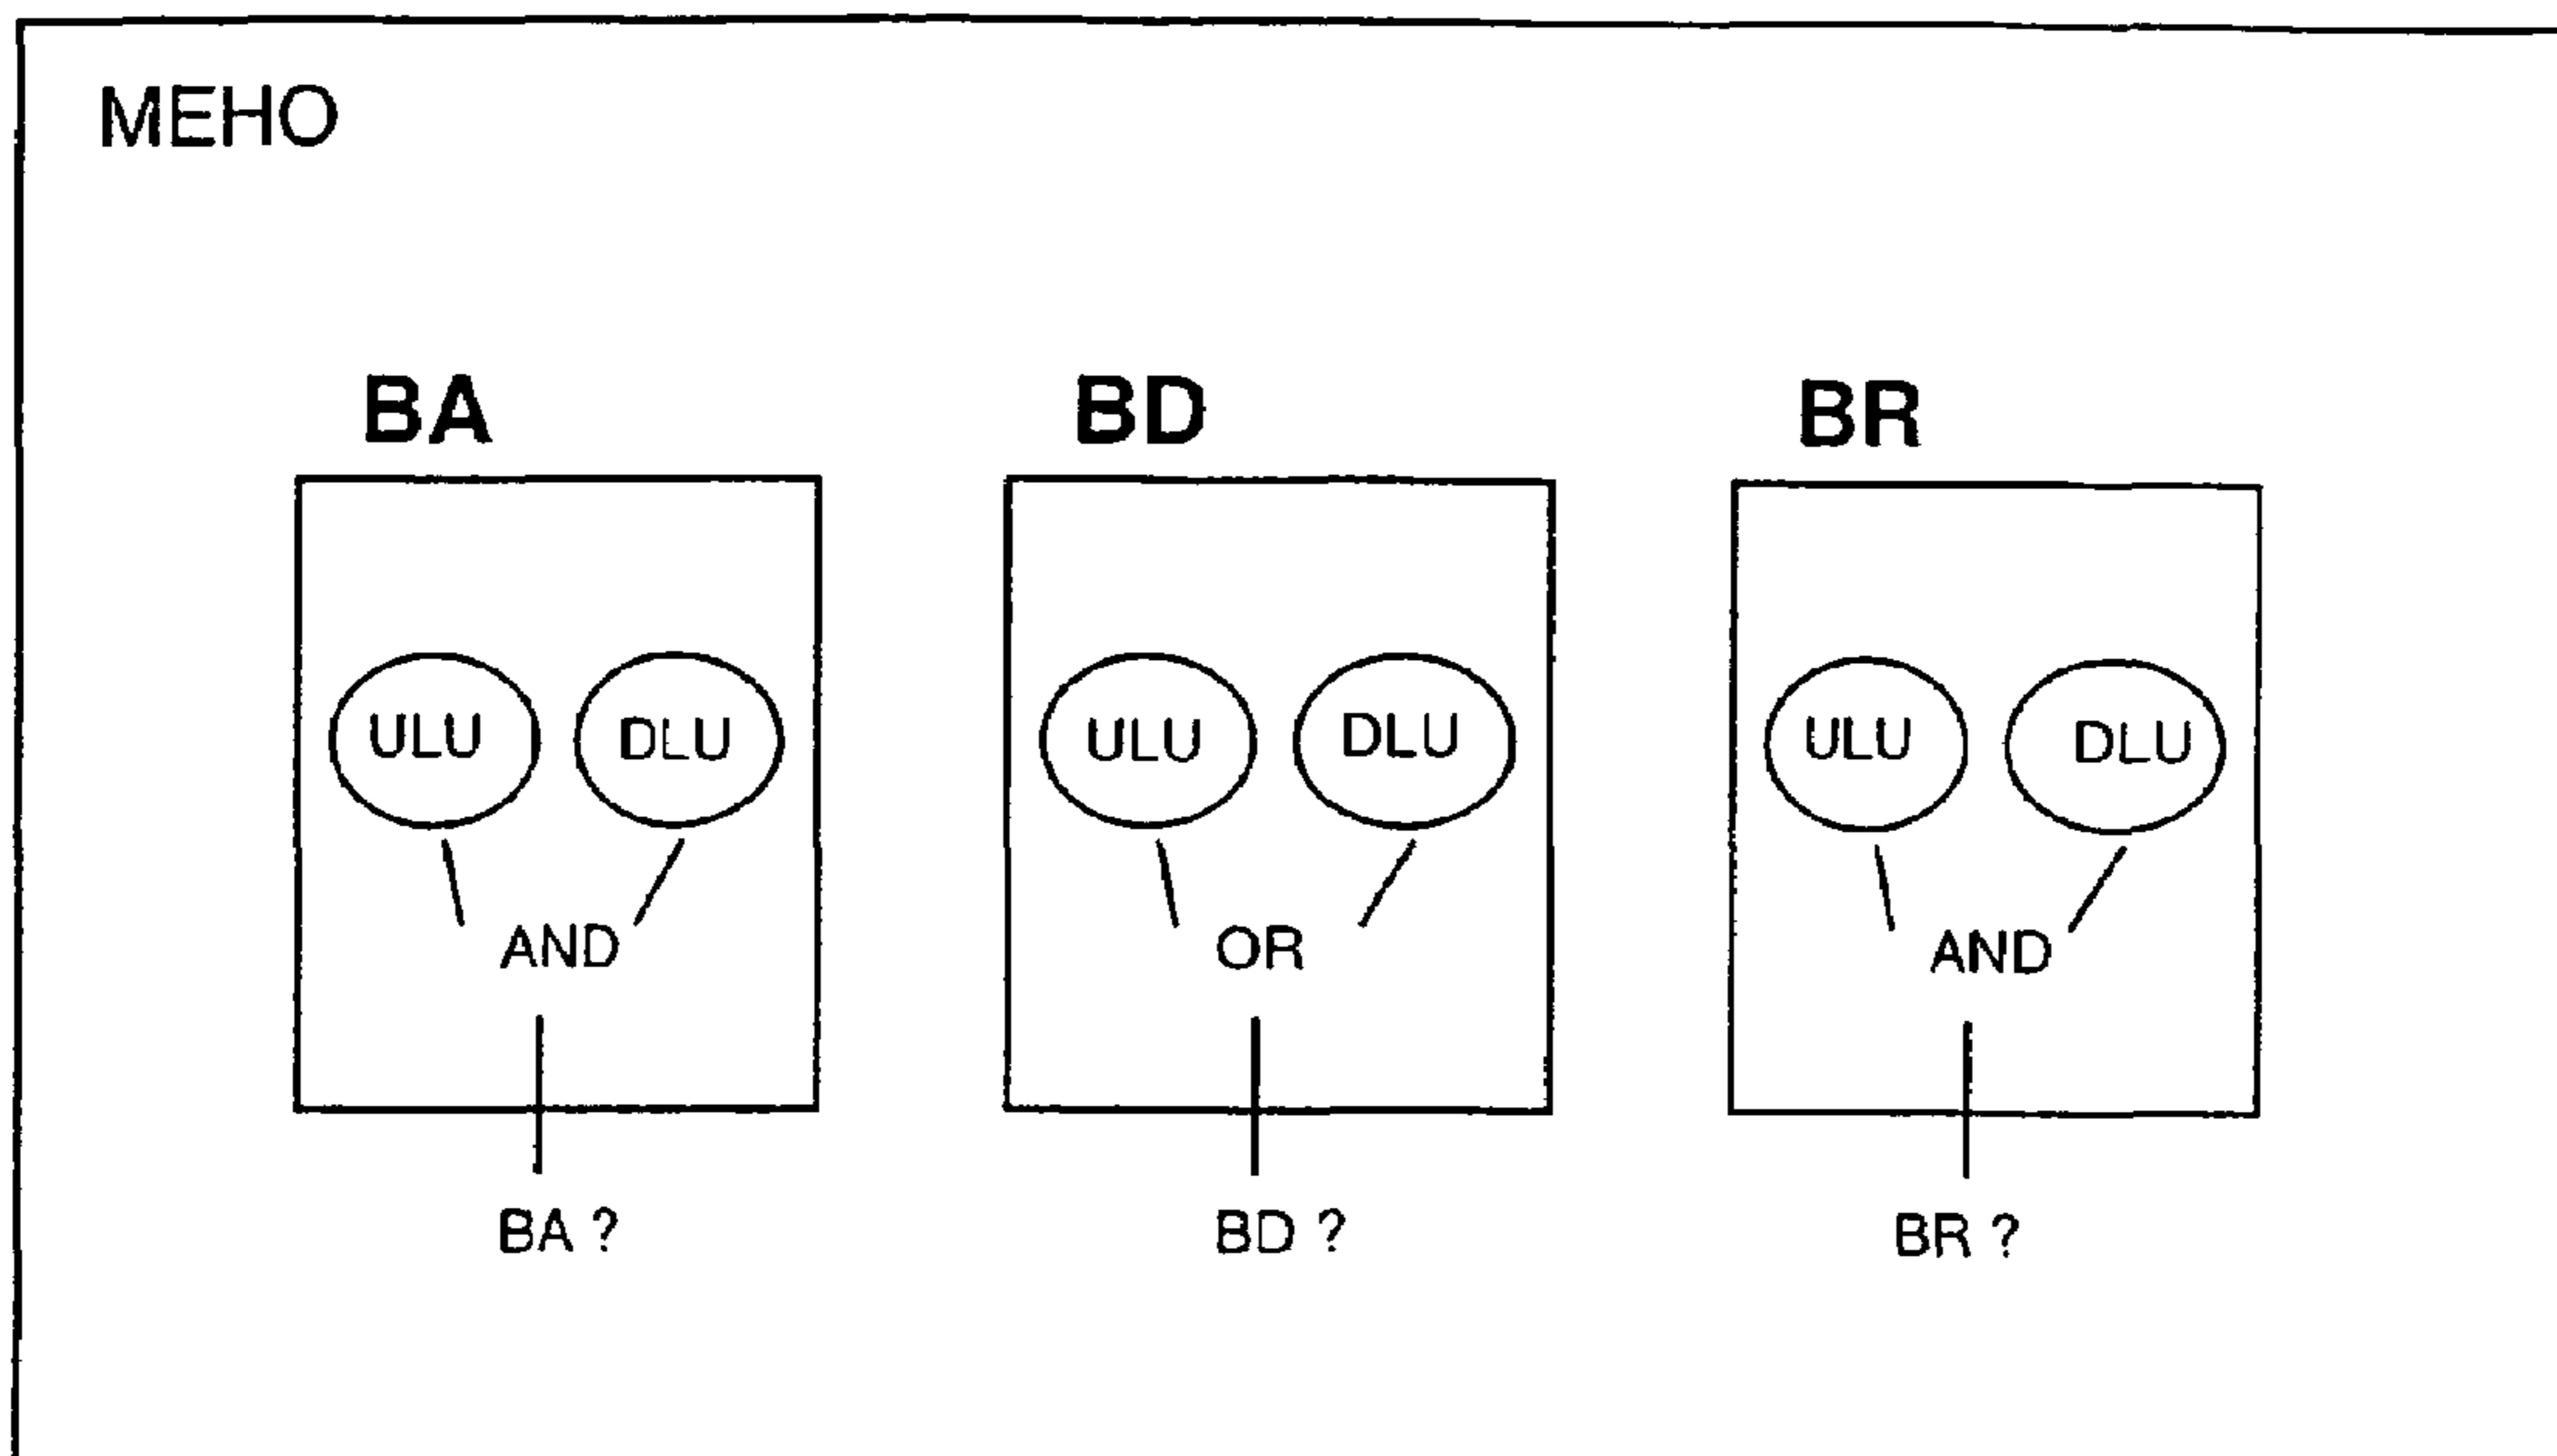 MEHO
BA BD BR
ULU DLU ULU DLU ULU DLU
AND OR AND
BA ? BD ? BR ?